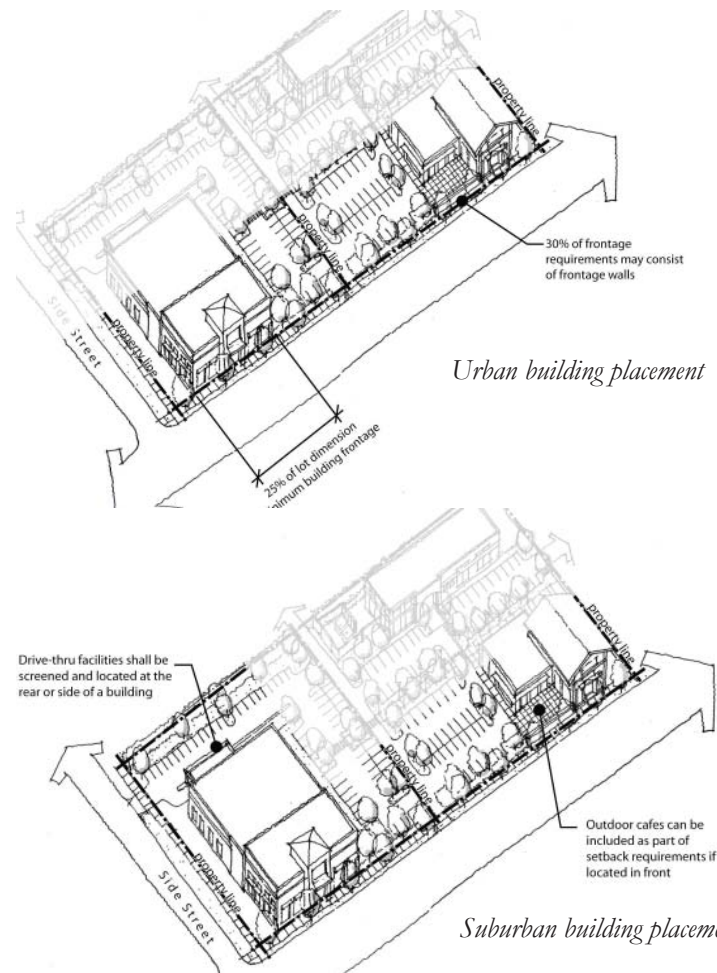 property line
property line
30% of frontage
requirements may consist
of frontage walls
Side Street
property line
Urban building placement
25% of lot dimension
nimum building frontage
property line
Drive-thru facilities shall be
screened and located at the
rear or side of a building
property line
Outdoor cafes can be
included as part of
setback requirements if
located in front
property line
Side Street
Suburban building placeme